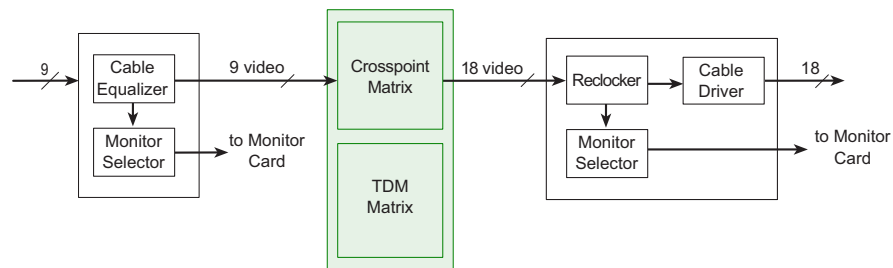 9
Cable
Equalizer
9 video
Monitor
Selector
to Monitor
Card
Crosspoint
Matrix
TDM
Matrix
18 video
Reclocker
Cable
Driver
18
Monitor
Selector
to Monitor
Card